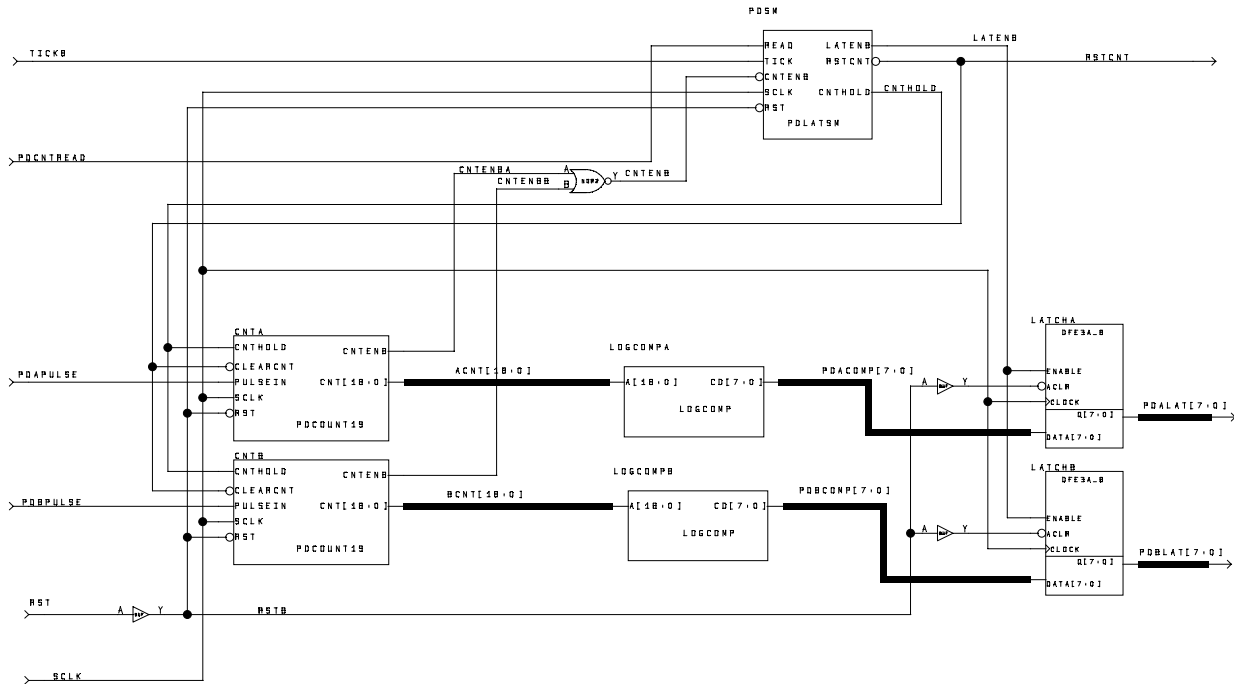 PDSM
LATENB
TICKB
READ LATENB
TICK RSTCNT
RSTCNT
CNTENB
SCLK CNTHOLD
CNTHOLD
RST
PDLATSM
PDCNTREAD
CNTENBA
A
CNTENBB
B
Y CNTENB
CNTA
CNTHOLD
CNTENB
CLEARCNT
PULSEIN
CNT[18:0]
SCLK
RST
PDCOUNT19
PDAPULSE
ACNT[18:0]
LOGCOMPA
A[18:0] CD[7:0]
LOGCOMP
PDACOMP[7:0]
LATCHA
DFE3A_8
ENABLE
A Y
ACLR
CLOCK
Q[7:0]
DATA[7:0]
PDALAT[7:0]
CNTB
CNTHOLD
CNTENB
CLEARCNT
PULSEIN
CNT[18:0]
SCLK
RST
PDCOUNT19
PDBPULSE
BCNT[18:0]
LOGCOMPB
A[18:0] CD[7:0]
LOGCOMP
PDBCOMP[7:0]
LATCHB
DFE3A_8
ENABLE
A Y
ACLR
CLOCK
Q[7:0]
DATA[7:0]
PDBLAT[7:0]
RST
A Y
RSTB
SCLK